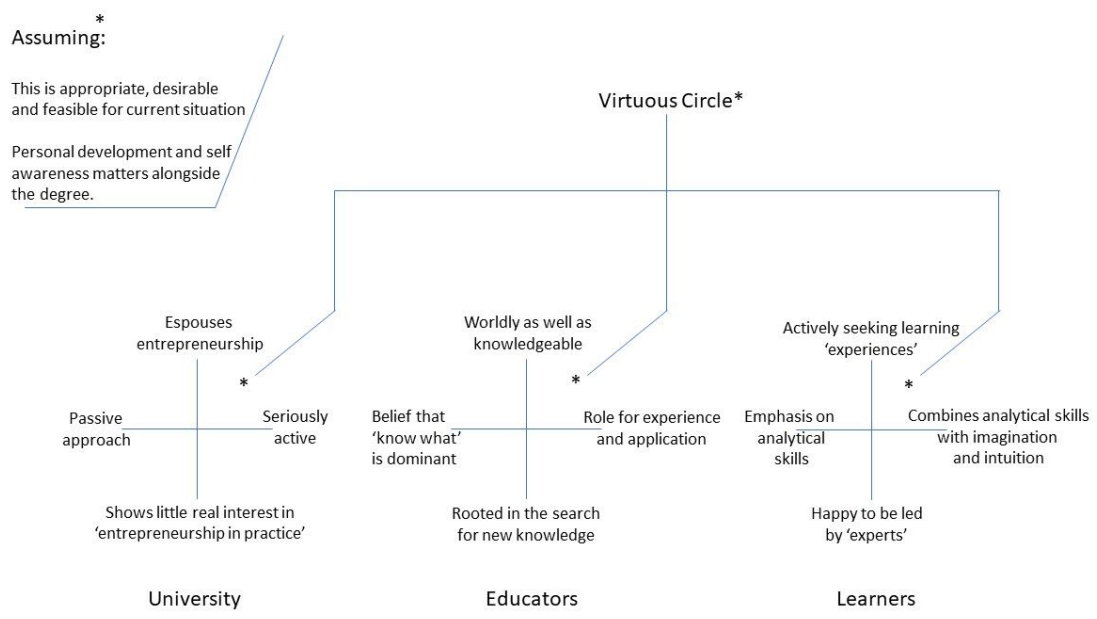 *
Assuming:
This is appropriate, desirable
and feasible for current situation
Personal development and self
awareness matters alongside
the degree.
Virtuous Circle*
Espouses
entrepreneurship
*
Passive
approach
Seriously
active
Shows little real interest in
‘entrepreneurship in practice’
University
Worldly as well as
knowledgeable
*
Belief that
‘know what’
is dominant
Role for experience
and application
Rooted in the search
for new knowledge
Educators
Actively seeking learning
‘experiences’
*
Emphasis on
analytical
skills
Combines analytical skills
with imagination
and intuition
Happy to be led
by ‘experts’
Learners